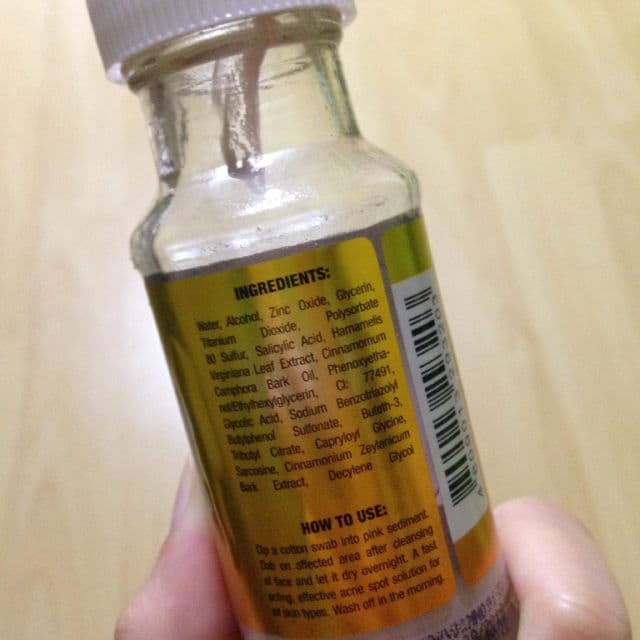 INGREDIENTS:
Water, Alcohol, Zinc Oxide, Glycerin,
Titanium Dioxide, Polysorbate
80 Sulfur, Salicylic Acid, Hamamelis
Virginiana Leaf Extract, Cinnamomum
Camphora Bark Oil, Phenoxyetha-
nol/Ethylhexylglycerin, CI: 77491,
Glycolic Acid, Sodium Benzotriazolyl
Butylphenol Sulfonate, Buteth-3,
Tributyl Citrate, Capryloyl Glycine,
Sarcosine, Cinnamonium Zeylanicum
Bark Extract, Decylene Glycol
HOW TO USE:
Dip a cotton swab into pink sediment.
Dab on affected area after cleansing
of face and let it dry overnight. A fast
acting, effective acne spot solution for
all skin types. Wash off in the morning.